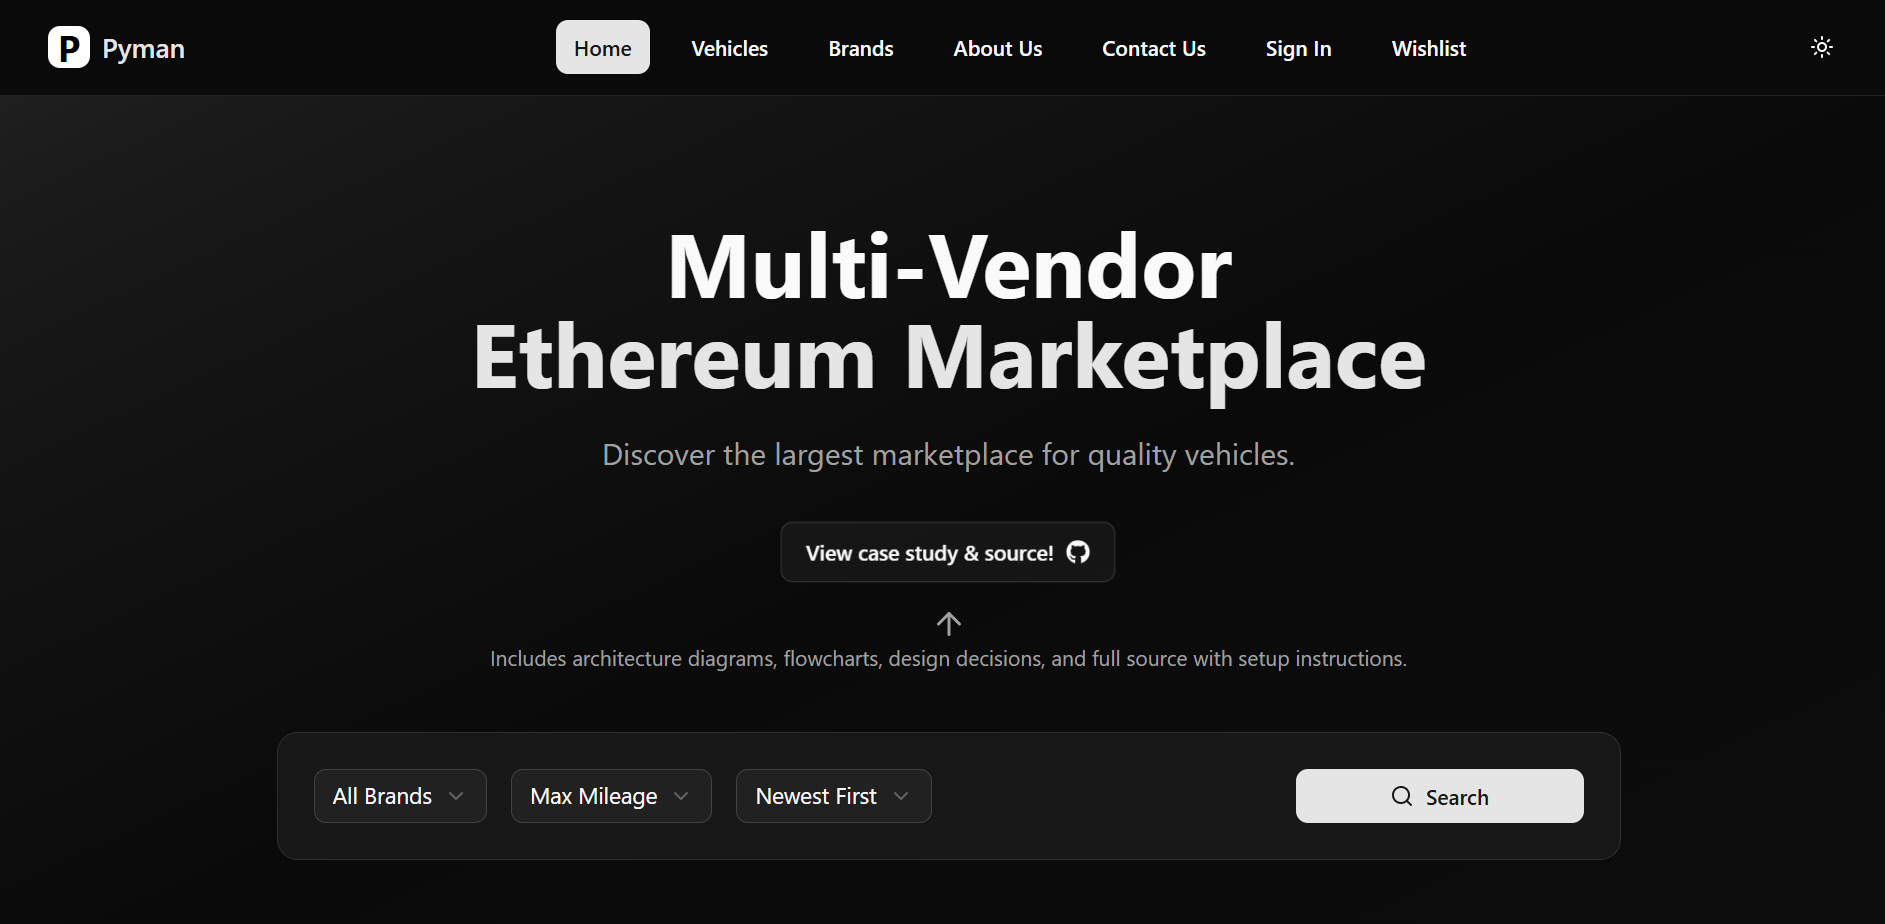 P Pyman
Home Vehicles Brands About Us Contact Us Sign In Wishlist
Multi-Vendor
Ethereum Marketplace
Discover the largest marketplace for quality vehicles.
View case study & source!
Includes architecture diagrams, flowcharts, design decisions, and full source with setup instructions.
All Brands Max Mileage Newest First Search